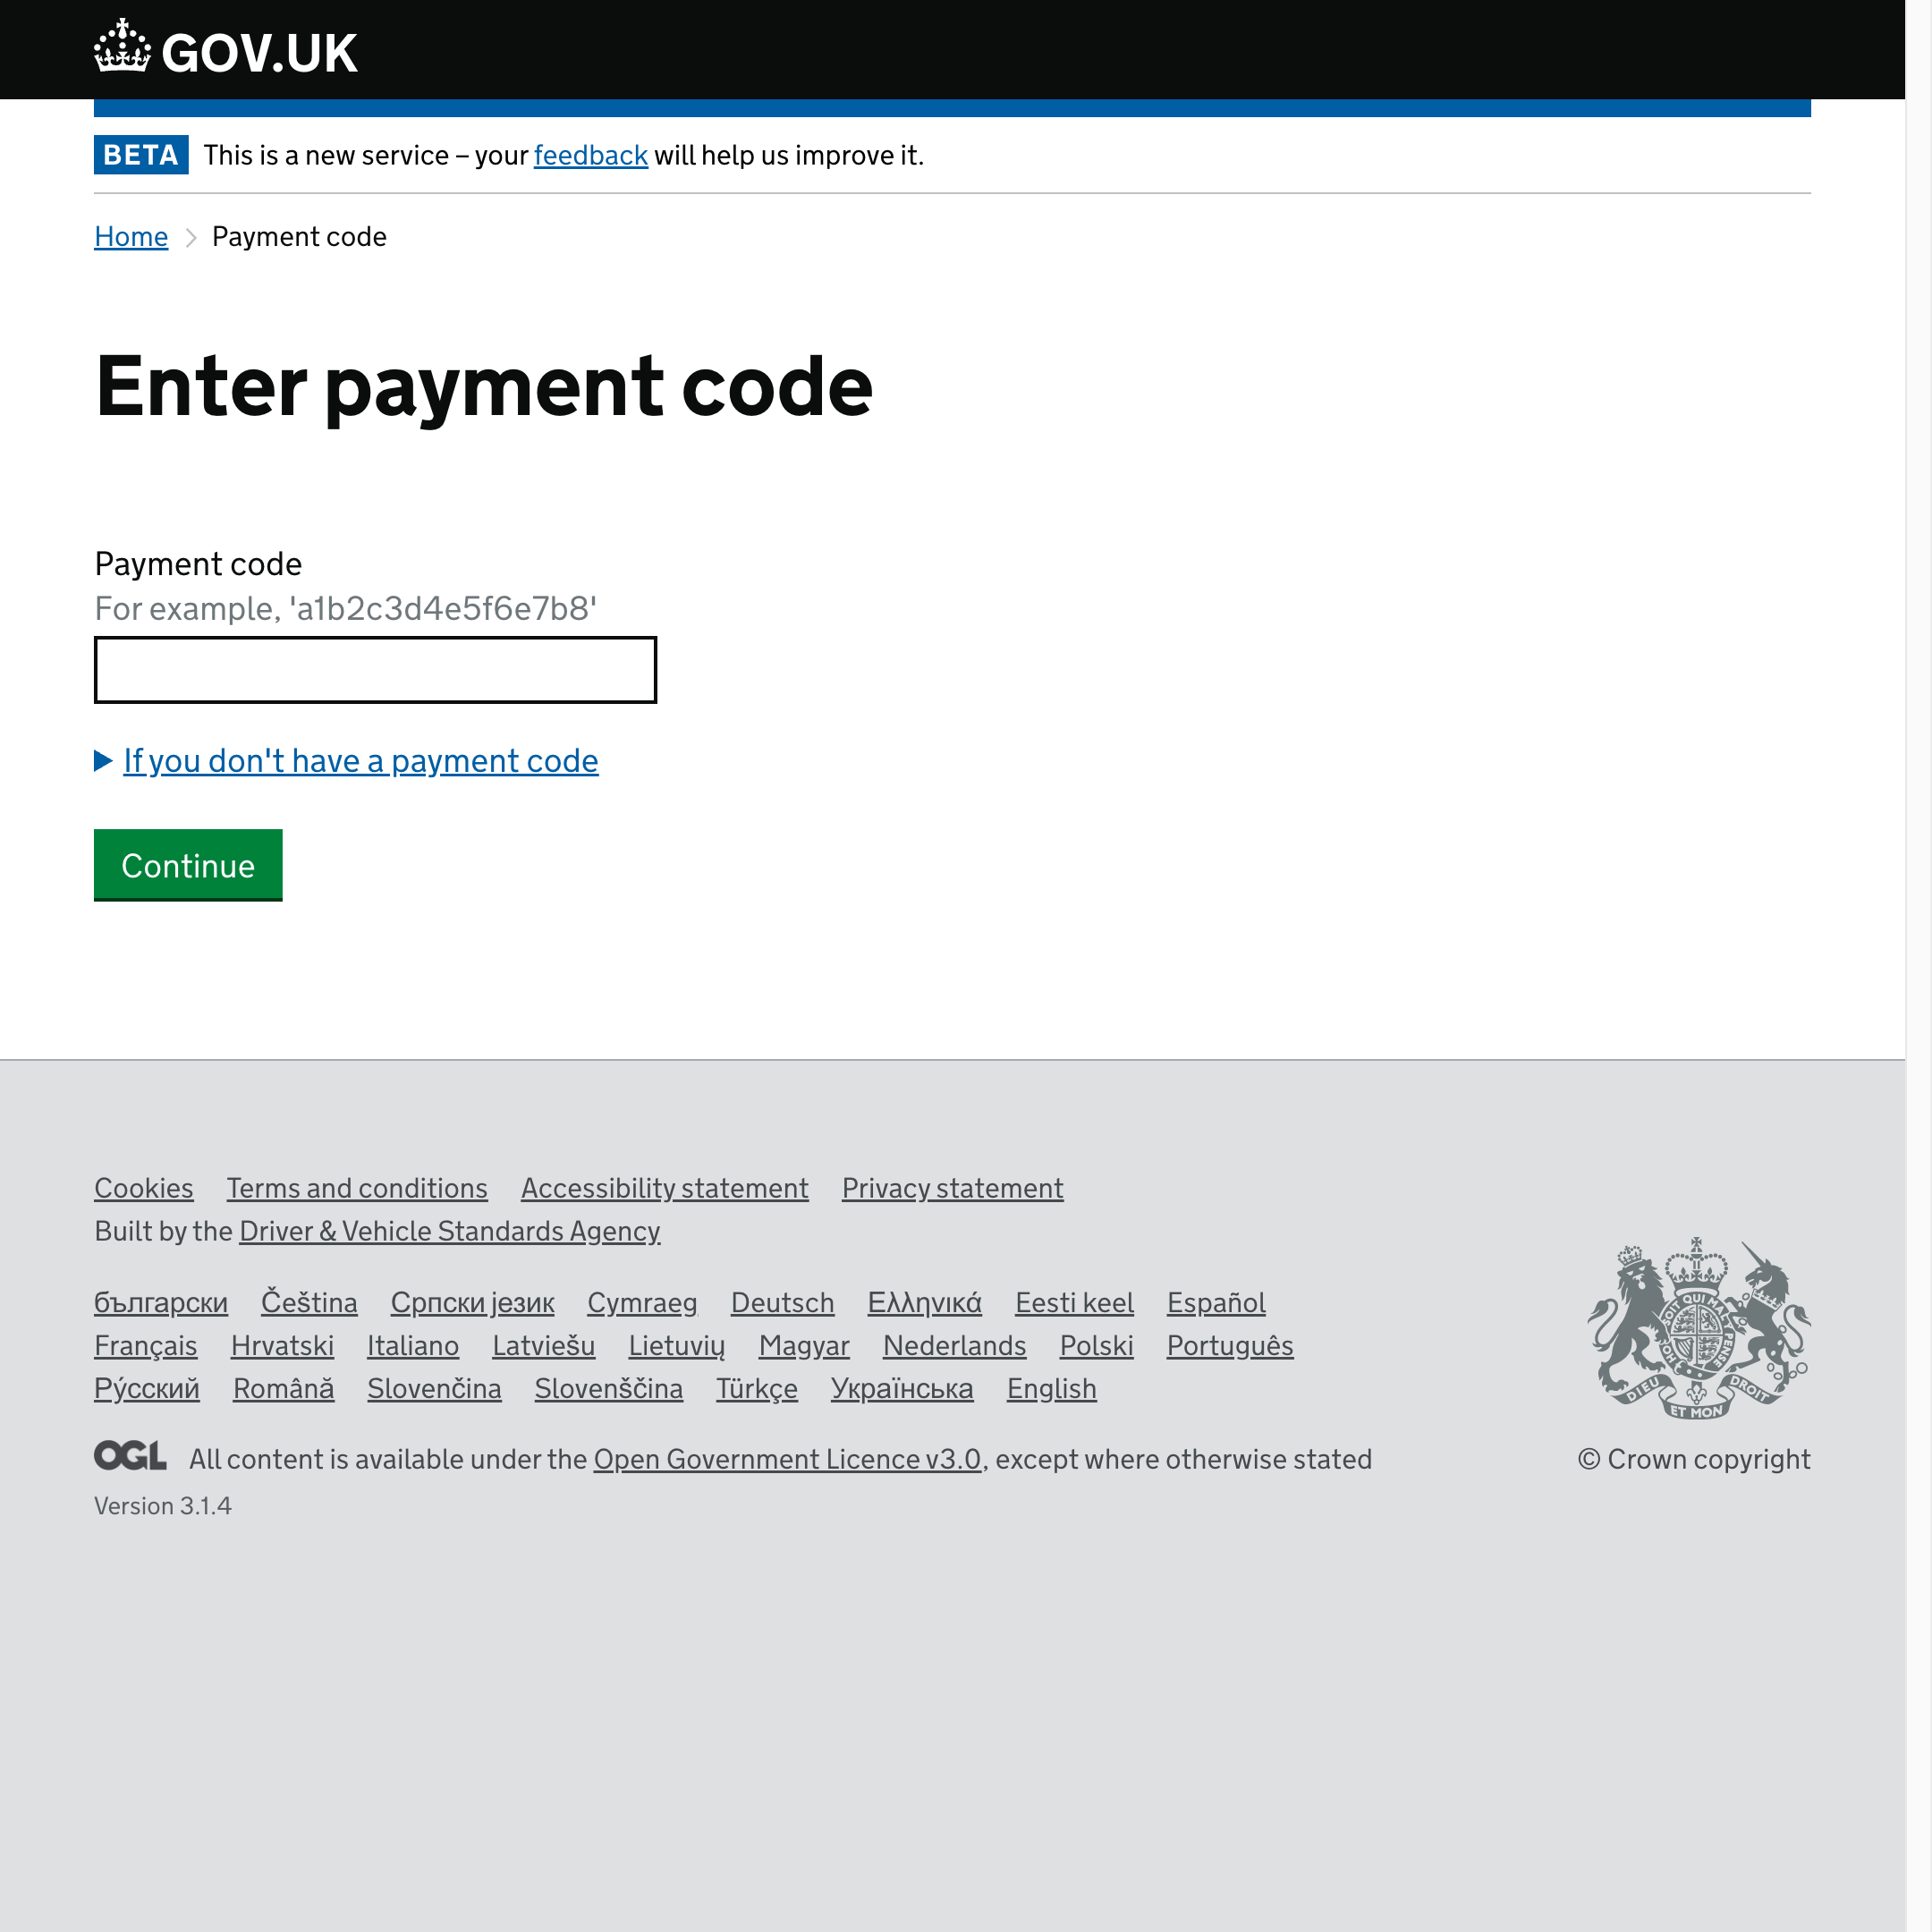 GOV.UK
BETA This is a new service – your feedback will help us improve it.
Home Payment code
Enter payment code
Payment code
For example, 'a1b2c3d4e5f6e7b8'
If you don't have a payment code
Continue
Cookies Terms and conditions Accessibility statement Privacy statement
Built by the Driver & Vehicle Standards Agency
български Čeština Српски језик Cymraeg Deutsch Ελληνικά Eesti keel Español
Français Hrvatski Italiano Latviešu Lietuvių Magyar Nederlands Polski Português
Ру́сский Română Slovenčina Slovenščina Türkçe Українська English
DIEU ET MON DROIT
OGL All content is available under the Open Government Licence v3.0, except where otherwise stated
© Crown copyright
Version 3.1.4